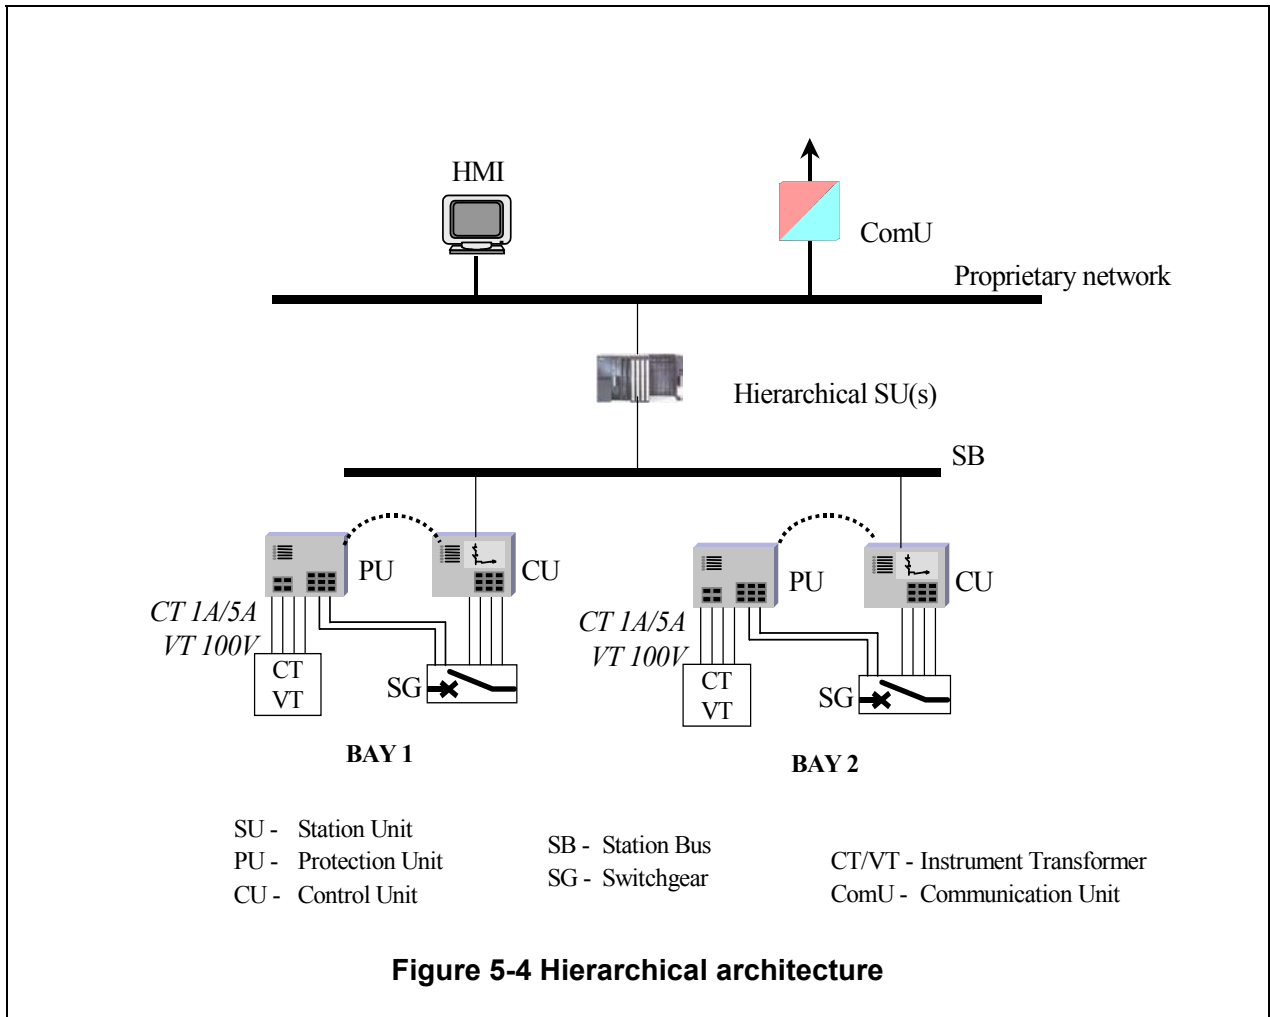 HMI
ComU
Proprietary network
Hierarchical SU(s)
SB
PU
CU
PU
CU
CT 1A/5A
VT 100V
CT 1A/5A
VT 100V
CT
VT
SG
CT
VT
SG
BAY 1
BAY 2
SU - Station Unit
PU - Protection Unit
CU - Control Unit
SB - Station Bus
SG - Switchgear
CT/VT - Instrument Transformer
ComU - Communication Unit
Figure 5-4 Hierarchical architecture